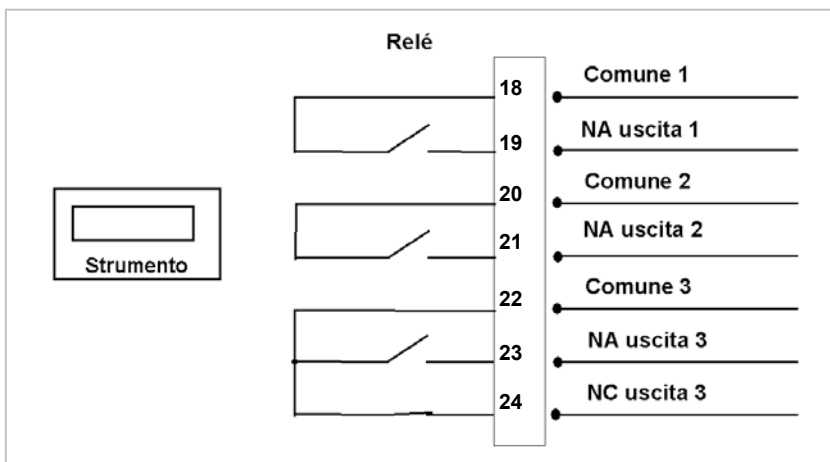 Relé
18 Comune 1
19 NA uscita 1
20 Comune 2
21 NA uscita 2
22 Comune 3
23 NA uscita 3
24 NC uscita 3
Strumento